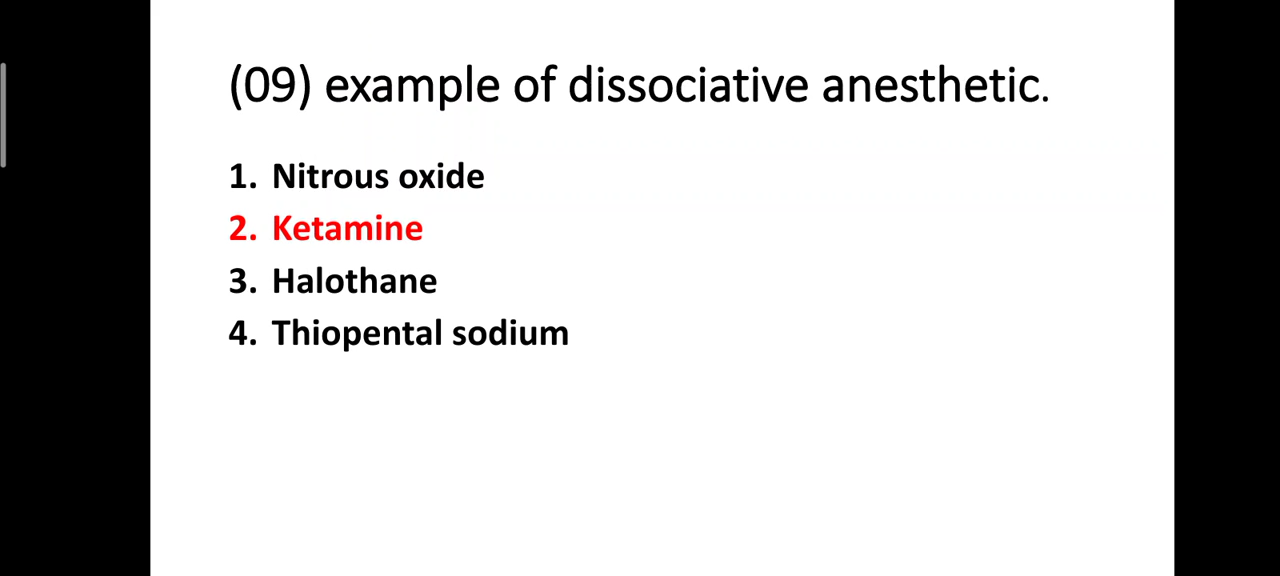 (09) example of dissociative anesthetic.
1. Nitrous oxide
2. Ketamine
3. Halothane
4. Thiopental sodium